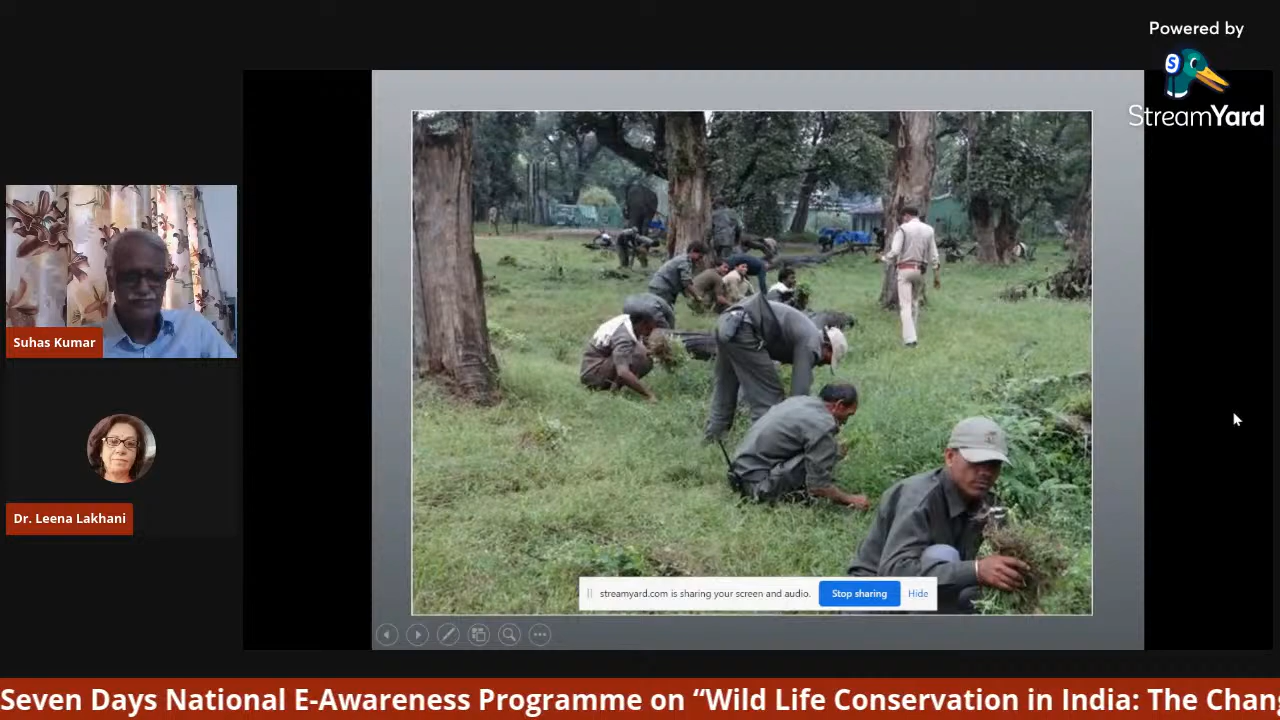 Powered by
S
StreamYard
Suhas Kumar
Dr. Leena Lakhani
streamyard.com is sharing your screen and audio.
Stop sharing
Hide
Seven Days National E-Awareness Programme on “Wild Life Conservation in India: The Chang